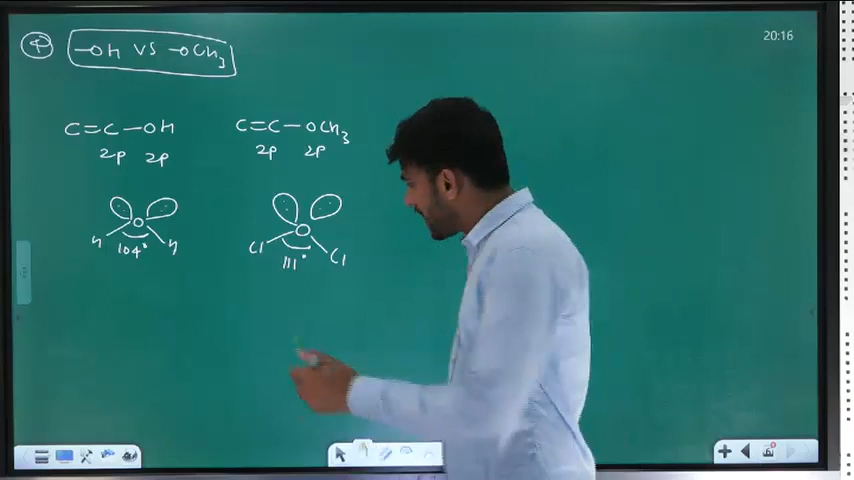 20:16
④ -OH VS -OCH₃
C=C-OH C=C-OCH₃
2p 2p 2p 2p
O O
H H Cl Cl
104° 111°